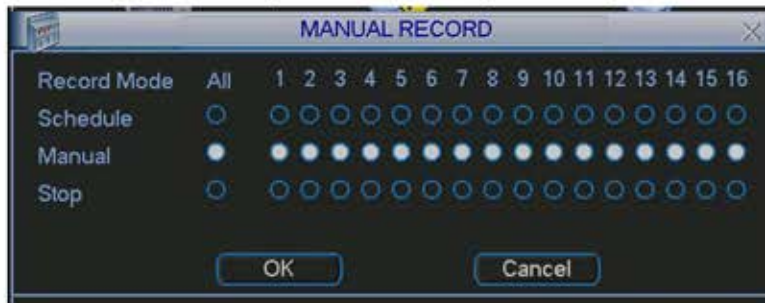 MANUAL RECORD
Record Mode All 1 2 3 4 5 6 7 8 9 10 11 12 13 14 15 16
Schedule
Manual
Stop
OK Cancel